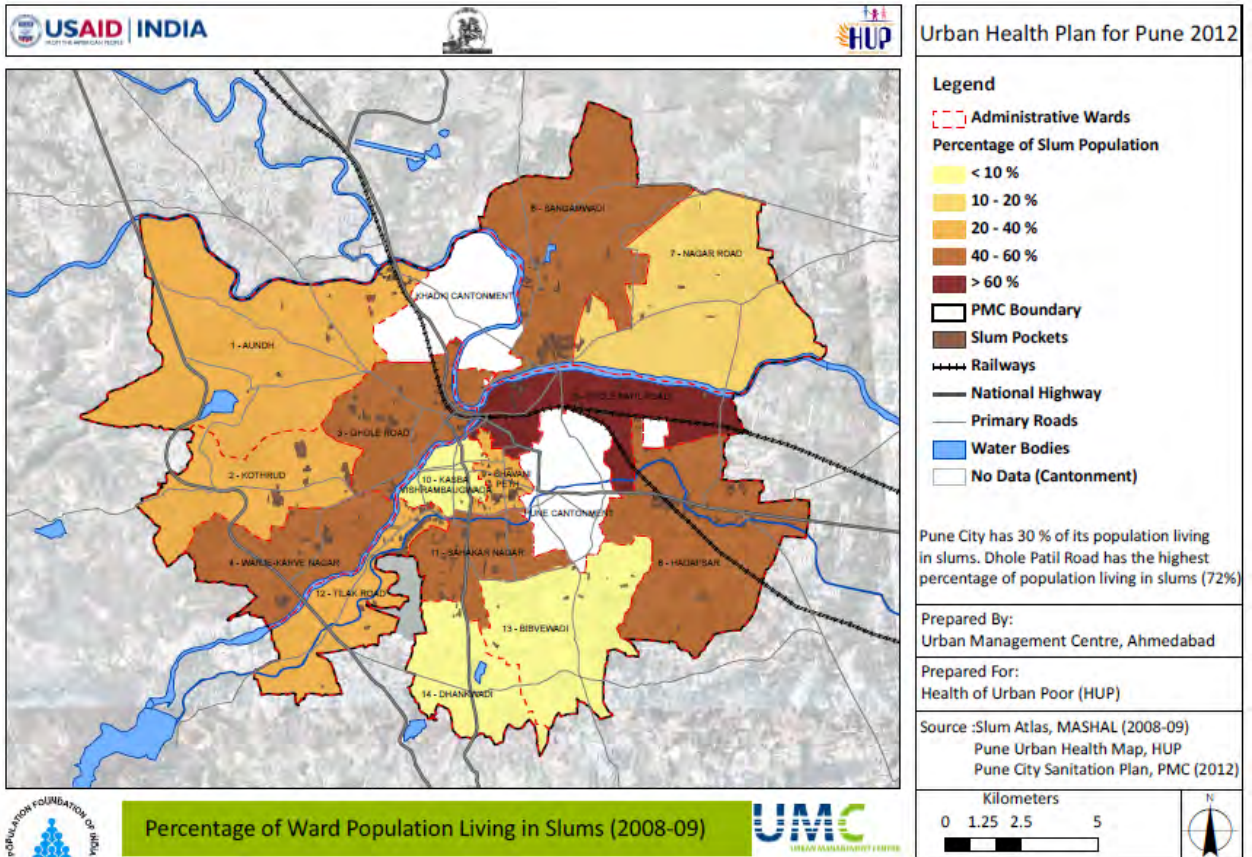 USAID | INDIA
FROM THE AMERICAN PEOPLE
HUP
Urban Health Plan for Pune 2012
Legend
Administrative Wards
Percentage of Slum Population
< 10 %
10 - 20 %
20 - 40 %
40 - 60 %
> 60 %
PMC Boundary
Slum Pockets
Railways
National Highway
Primary Roads
Water Bodies
No Data (Cantonment)
Pune City has 30 % of its population living
in slums. Dhole Patil Road has the highest
percentage of population living in slums (72%)
Prepared By:
Urban Management Centre, Ahmedabad
Prepared For:
Health of Urban Poor (HUP)
Source :Slum Atlas, MASHAL (2008-09)
Pune Urban Health Map, HUP
Pune City Sanitation Plan, PMC (2012)
Kilometers
0 1.25 2.5 5
N
6 - SANGAMWADI
7 - NAGAR ROAD
KHADKI CANTONMENT
1 - AUNDH
5 - DHOLE PATIL ROAD
3 - GHOLE ROAD
2 - KOTHRUD
9 - BHAVANI
PETH
10 - KASBA
VISHRAMBAUGWADA
PUNE CANTONMENT
11 - SAHAKAR NAGAR
4 - WARJE-KARVE NAGAR
8 - HADAPSAR
12 - TILAK ROAD
13 - BIBVEWADI
14 - DHANKWADI
POPULATION FOUNDATION OF INDIA
Percentage of Ward Population Living in Slums (2008-09)
UMC
URBAN MANAGEMENT CENTRE